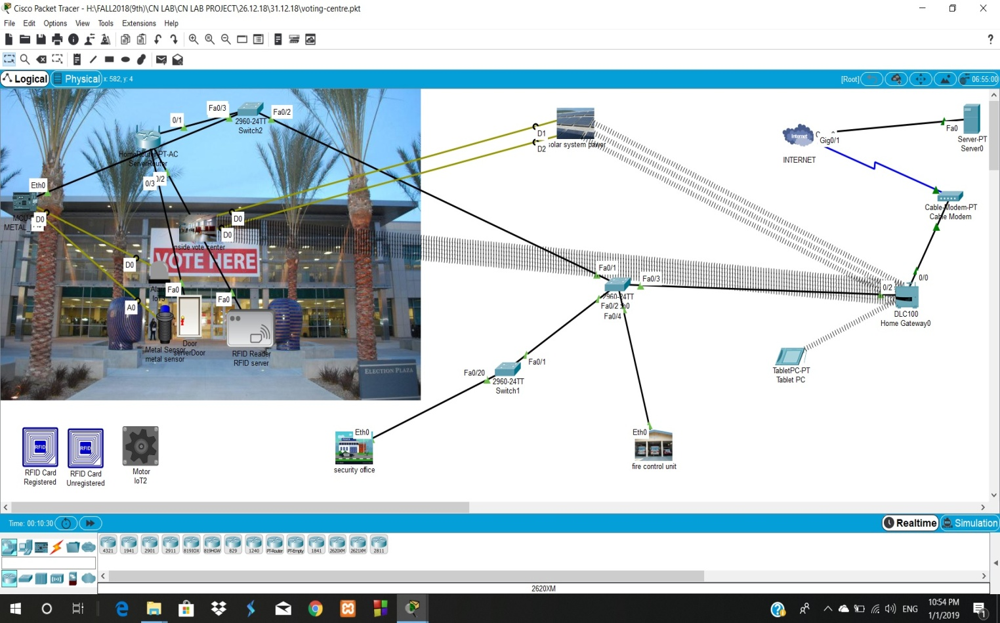 Cisco Packet Tracer - H:\FALL2018(9th)\CN LAB\CN LAB PROJECT\26.12.18\31.12.18\voting-centre.pkt
File Edit Options View Tools Extensions Help
?
Logical Physical x: 582, y: 4 [Root] 06:55:00
Fa0/3
Fa0/2
2960-24TT
Switch2
0/1
HomeRouter-PT-AC
ServerRouter
0/3
0/2
Eth0
MCU-
METAL
D0
D0
D0
D1
D2
solar system pawer
inside vote center
VOTE HERE
D0
Fa0
Fa0
IoT3
A0
Metal Sensor
metal sensor
Door
serverDoor
RFID Reader
RFID server
ELECTION PLAZA
Internet
INTERNET
Gig0/1
Fa0
Server-PT
Server0
Cable-Modem-PT
Cable Modem
0/0
0/2
DLC100
Home Gateway0
TabletPC-PT
Tablet PC
Fa0/1
Fa0/3
2960-24TT
Fa0/2
Fa0/4
Fa0/1
Fa0/20
2960-24TT
Switch1
Eth0
security office
Eth0
fire control unit
RFID
RFID Card
Registered
RFID
RFID Card
Unregistered
Motor
IoT2
Time: 00:10:30 Realtime Simulation
4321 1941 2901 2911 819IOX 819HGW 829 1240 PT-Router PT-Empty 1841 2620XM 2621XM 2811
2620XM
ENG
10:54 PM
1/1/2019
1